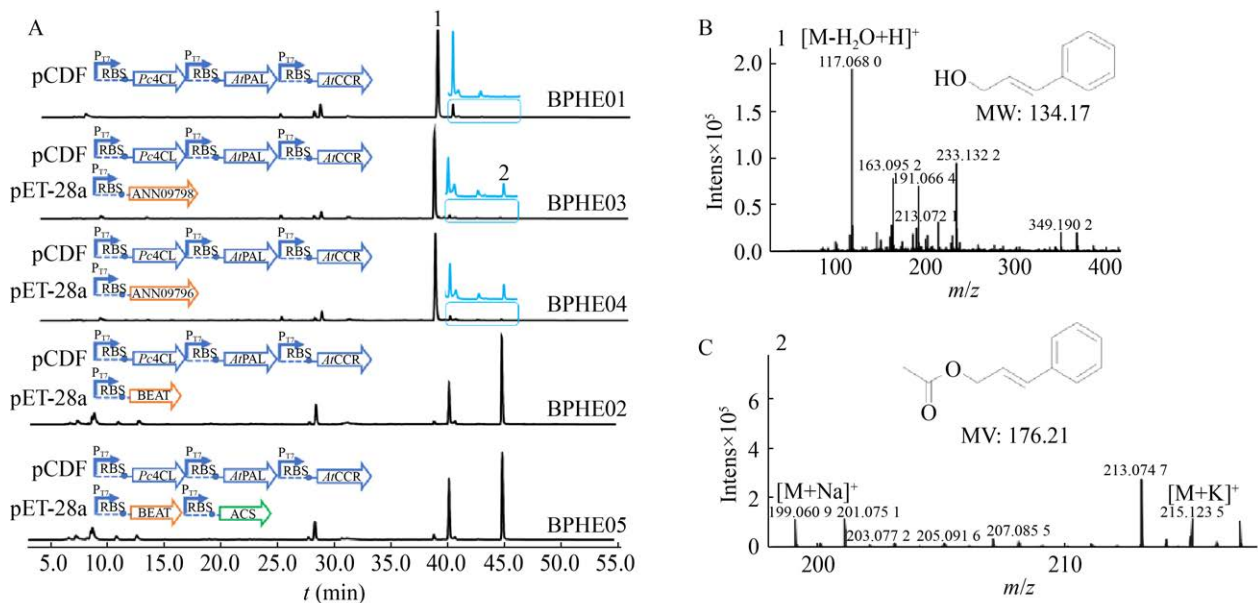 A
1
P_T7 P_T7 P_T7
pCDF RBS Pc4CL RBS AtPAL RBS AtCCR
BPHE01
P_T7 P_T7 P_T7
pCDF RBS Pc4CL RBS AtPAL RBS AtCCR
P_T7
pET-28a RBS ANN09798
2
BPHE03
P_T7 P_T7 P_T7
pCDF RBS Pc4CL RBS AtPAL RBS AtCCR
P_T7
pET-28a RBS ANN09796
BPHE04
P_T7 P_T7 P_T7
pCDF RBS Pc4CL RBS AtPAL RBS AtCCR
P_T7
pET-28a RBS BEAT
BPHE02
P_T7 P_T7 P_T7
pCDF RBS Pc4CL RBS AtPAL RBS AtCCR
P_T7 P_T7
pET-28a RBS BEAT RBS ACS
BPHE05
5.0 10.0 15.0 20.0 25.0 30.0 35.0 40.0 45.0 50.0 55.0
t (min)
B
1 [M-H₂O+H]⁺
117.068 0
HO
MW: 134.17
163.095 2
191.066 4
213.072 1
233.132 2
349.190 2
2.0
1.5
1.0
0.5
0
Intens×10⁵
100 200 300 400
m/z
C
2
O
O
MV: 176.21
[M+Na]⁺
199.060 9 201.075 1
203.077 2 205.091 6 207.085 5
213.074 7
[M+K]⁺
215.123 5
6
4
2
0
Intens×10⁵
200 210
m/z